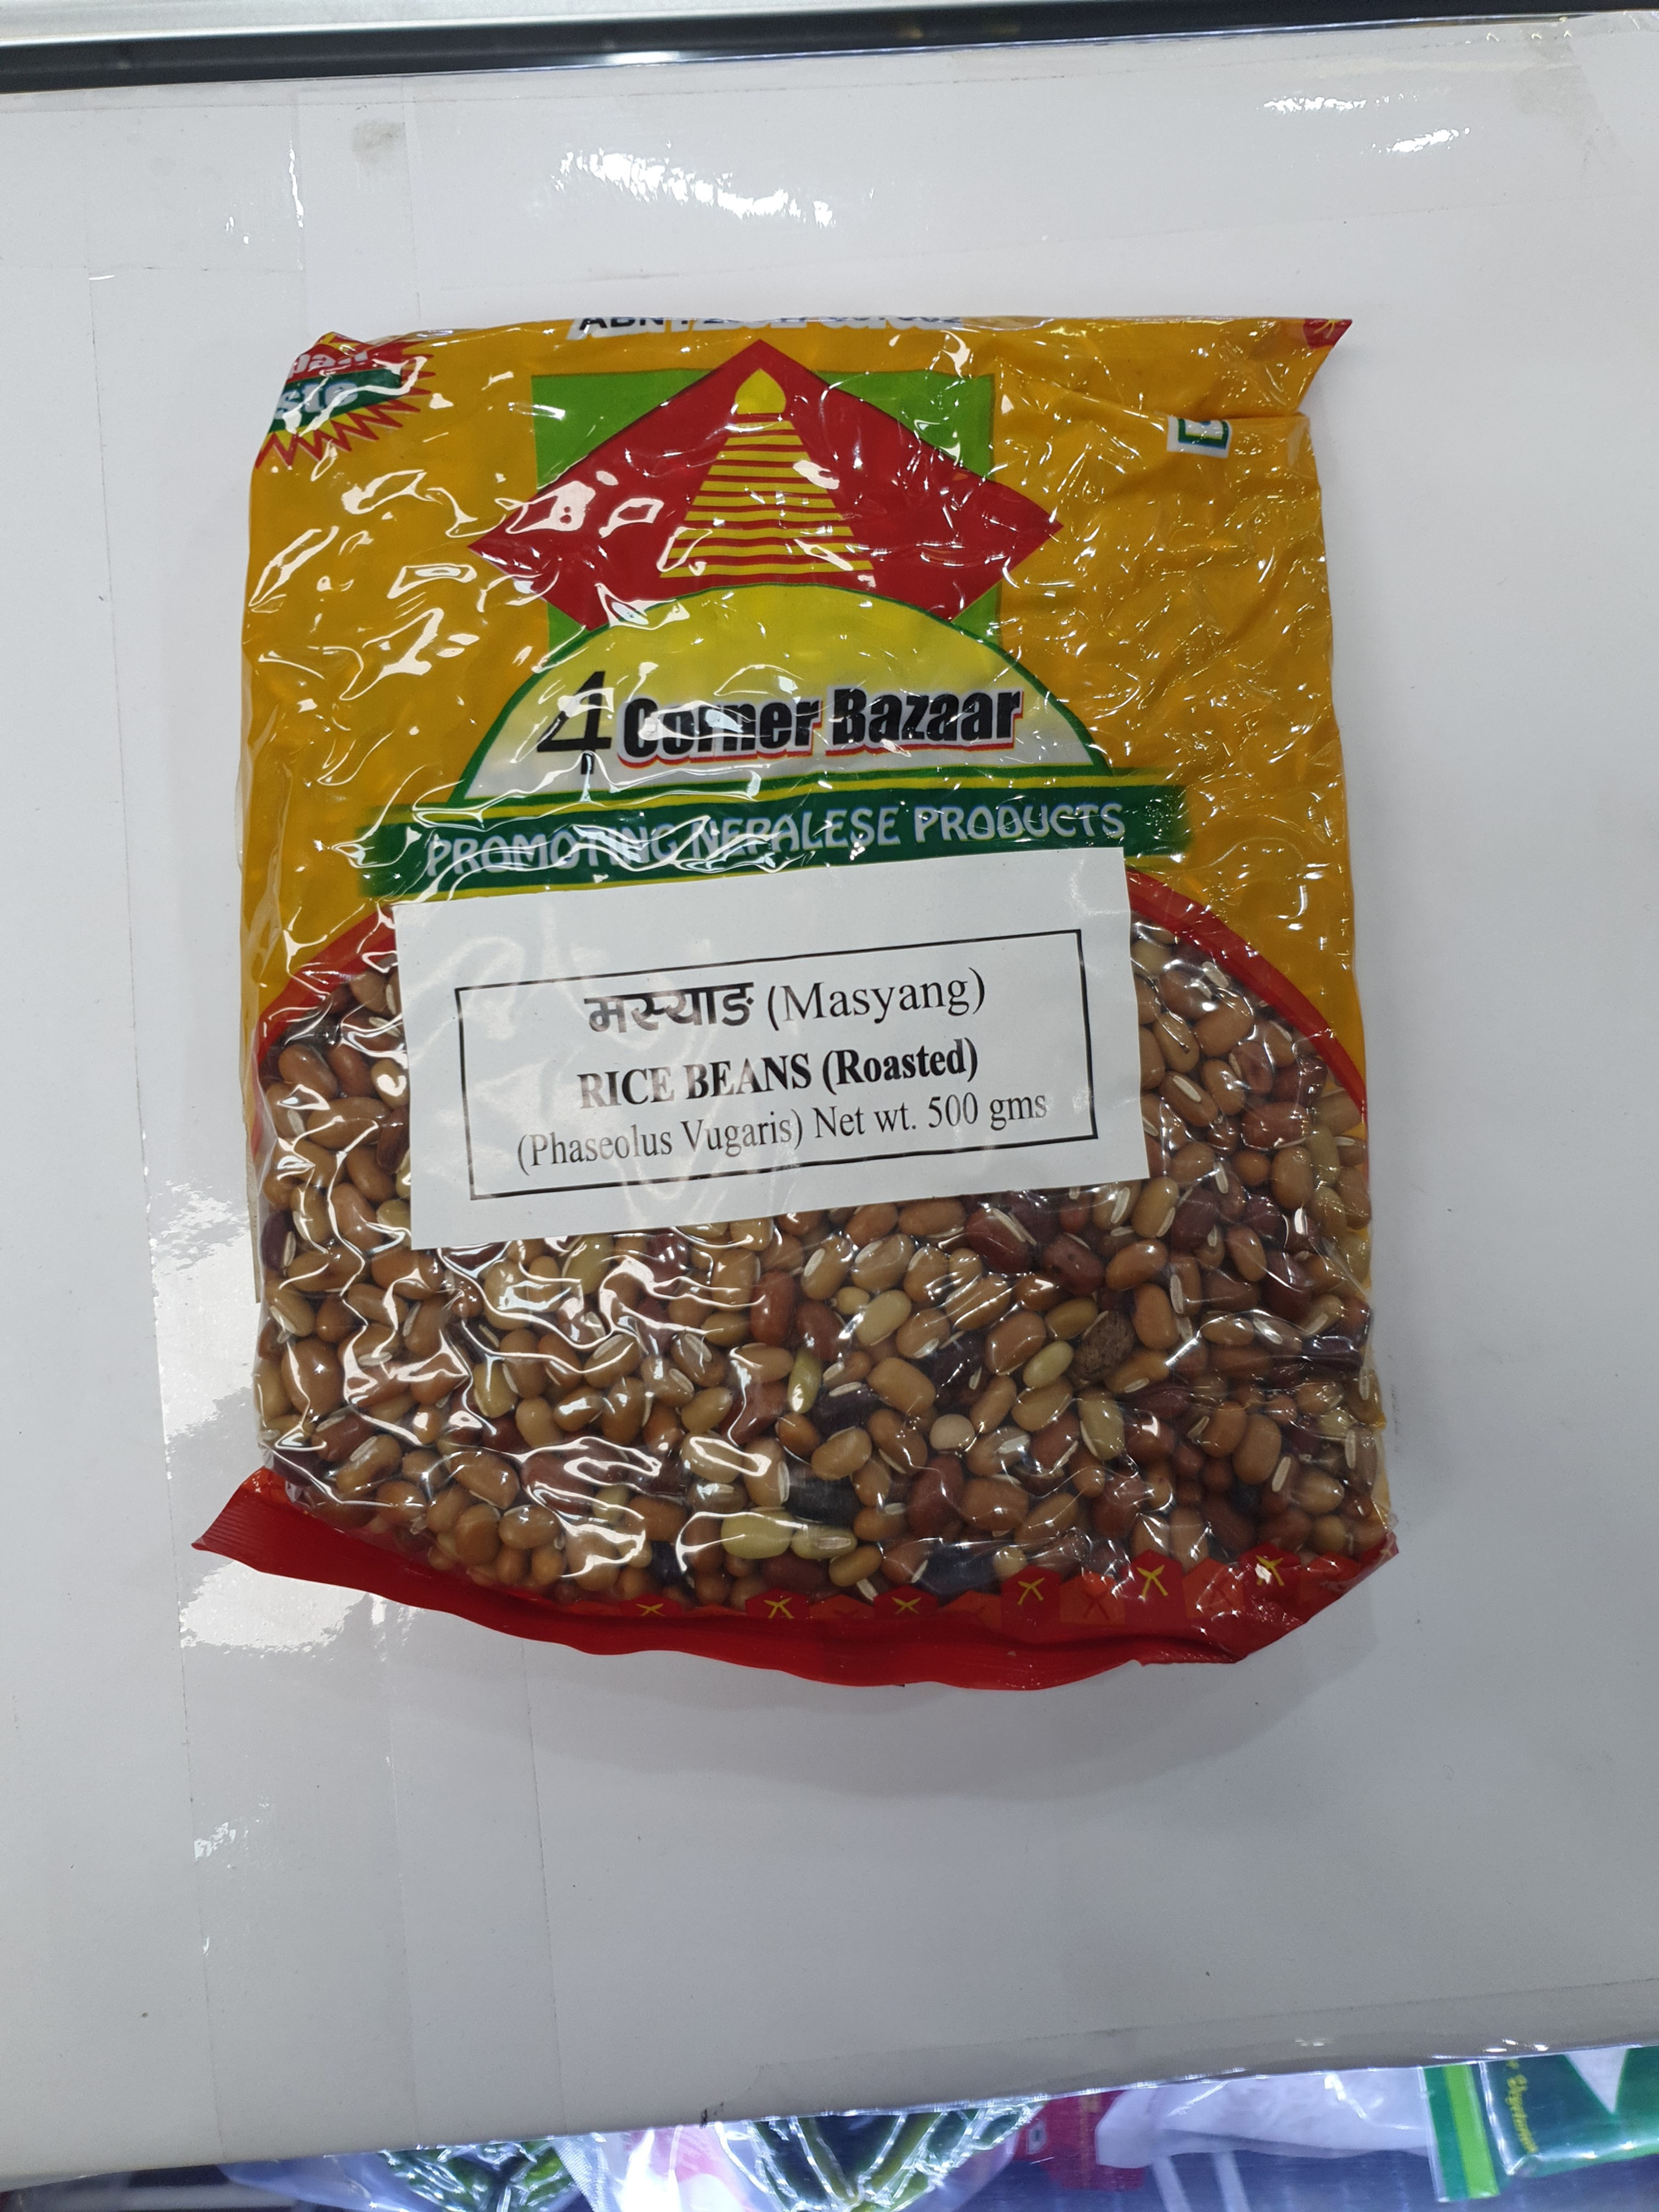 4 Corner Bazaar
PROMOTING NEPALESE PRODUCTS
मस्याङ (Masyang)
RICE BEANS (Roasted)
(Phaseolus Vugaris) Net wt. 500 gms